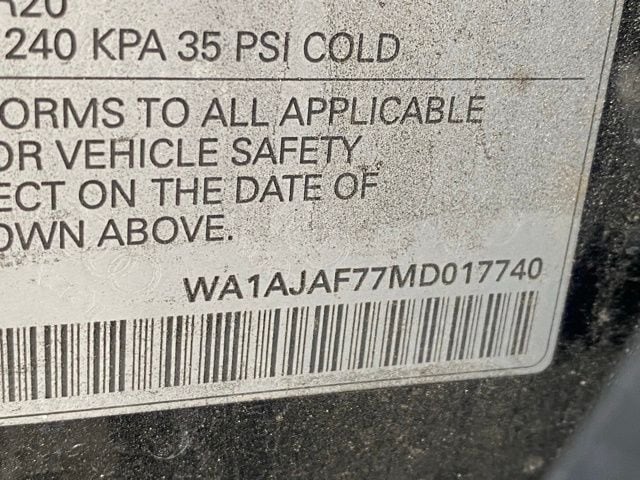 R20
240 KPA 35 PSI COLD
ORMS TO ALL APPLICABLE
OR VEHICLE SAFETY
ECT ON THE DATE OF
OWN ABOVE.
WA1AJAF77MD017740